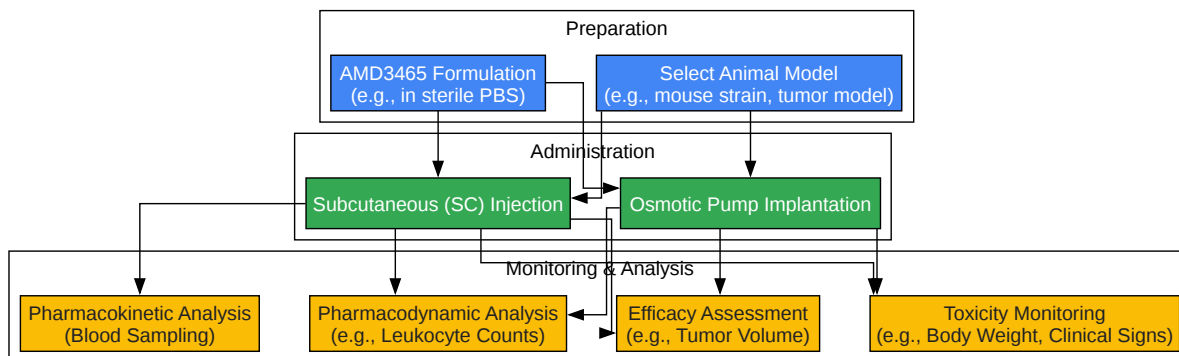 Preparation
AMD3465 Formulation
(e.g., in sterile PBS)
Select Animal Model
(e.g., mouse strain, tumor model)
Administration
Subcutaneous (SC) Injection
Osmotic Pump Implantation
Monitoring & Analysis
Pharmacokinetic Analysis
(Blood Sampling)
Pharmacodynamic Analysis
(e.g., Leukocyte Counts)
Efficacy Assessment
(e.g., Tumor Volume)
Toxicity Monitoring
(e.g., Body Weight, Clinical Signs)